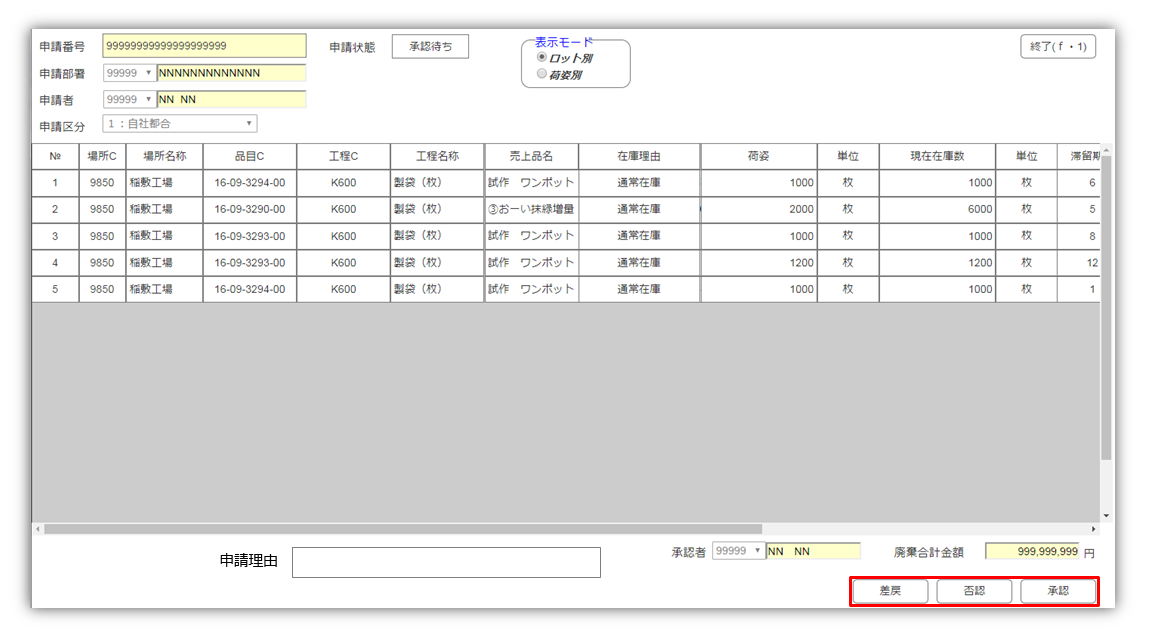 申請番号 99999999999999999999 申請状態 承認待ち 表示モード 終了(ｆ・1)
ロット別
申請部署 99999 NNNNNNNNNNNNN 荷姿別
申請者 99999 NN NN
申請区分 1 ：自社都合
№ 場所C 場所名称 品目C 工程C 工程名称 売上品名 在庫理由 荷姿 単位 現在在庫数 単位 滞留期
1 9850 稲敷工場 16-09-3294-00 K600 製袋（枚） 試作　ワンポット 通常在庫 1000 枚 1000 枚 6
2 9850 稲敷工場 16-09-3290-00 K600 製袋（枚） ③おーい抹緑増量 通常在庫 2000 枚 6000 枚 5
3 9850 稲敷工場 16-09-3293-00 K600 製袋（枚） 試作　ワンポット 通常在庫 1000 枚 1000 枚 8
4 9850 稲敷工場 16-09-3293-00 K600 製袋（枚） 試作　ワンポット 通常在庫 1200 枚 1200 枚 12
5 9850 稲敷工場 16-09-3294-00 K600 製袋（枚） 試作　ワンポット 通常在庫 1000 枚 1000 枚 1
申請理由 承認者 99999 NN NN 廃棄合計金額 999,999,999 円
差戻 否認 承認